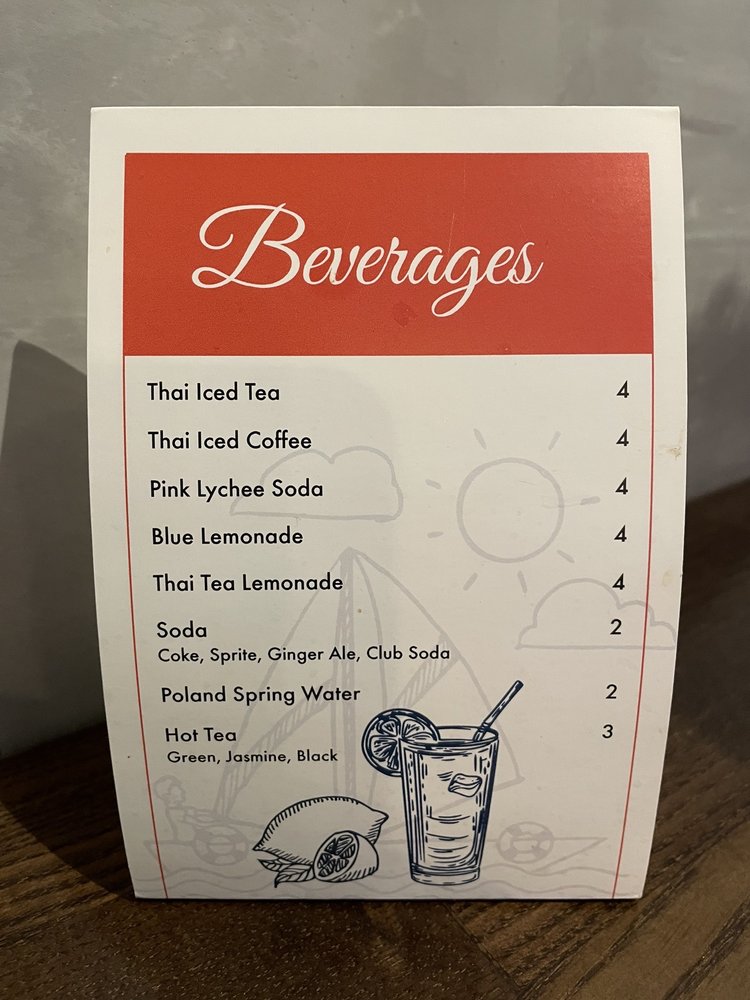 Beverages
Thai Iced Tea 4
Thai Iced Coffee 4
Pink Lychee Soda 4
Blue Lemonade 4
Thai Tea Lemonade 4
Soda 2
Coke, Sprite, Ginger Ale, Club Soda
Poland Spring Water 2
Hot Tea 3
Green, Jasmine, Black